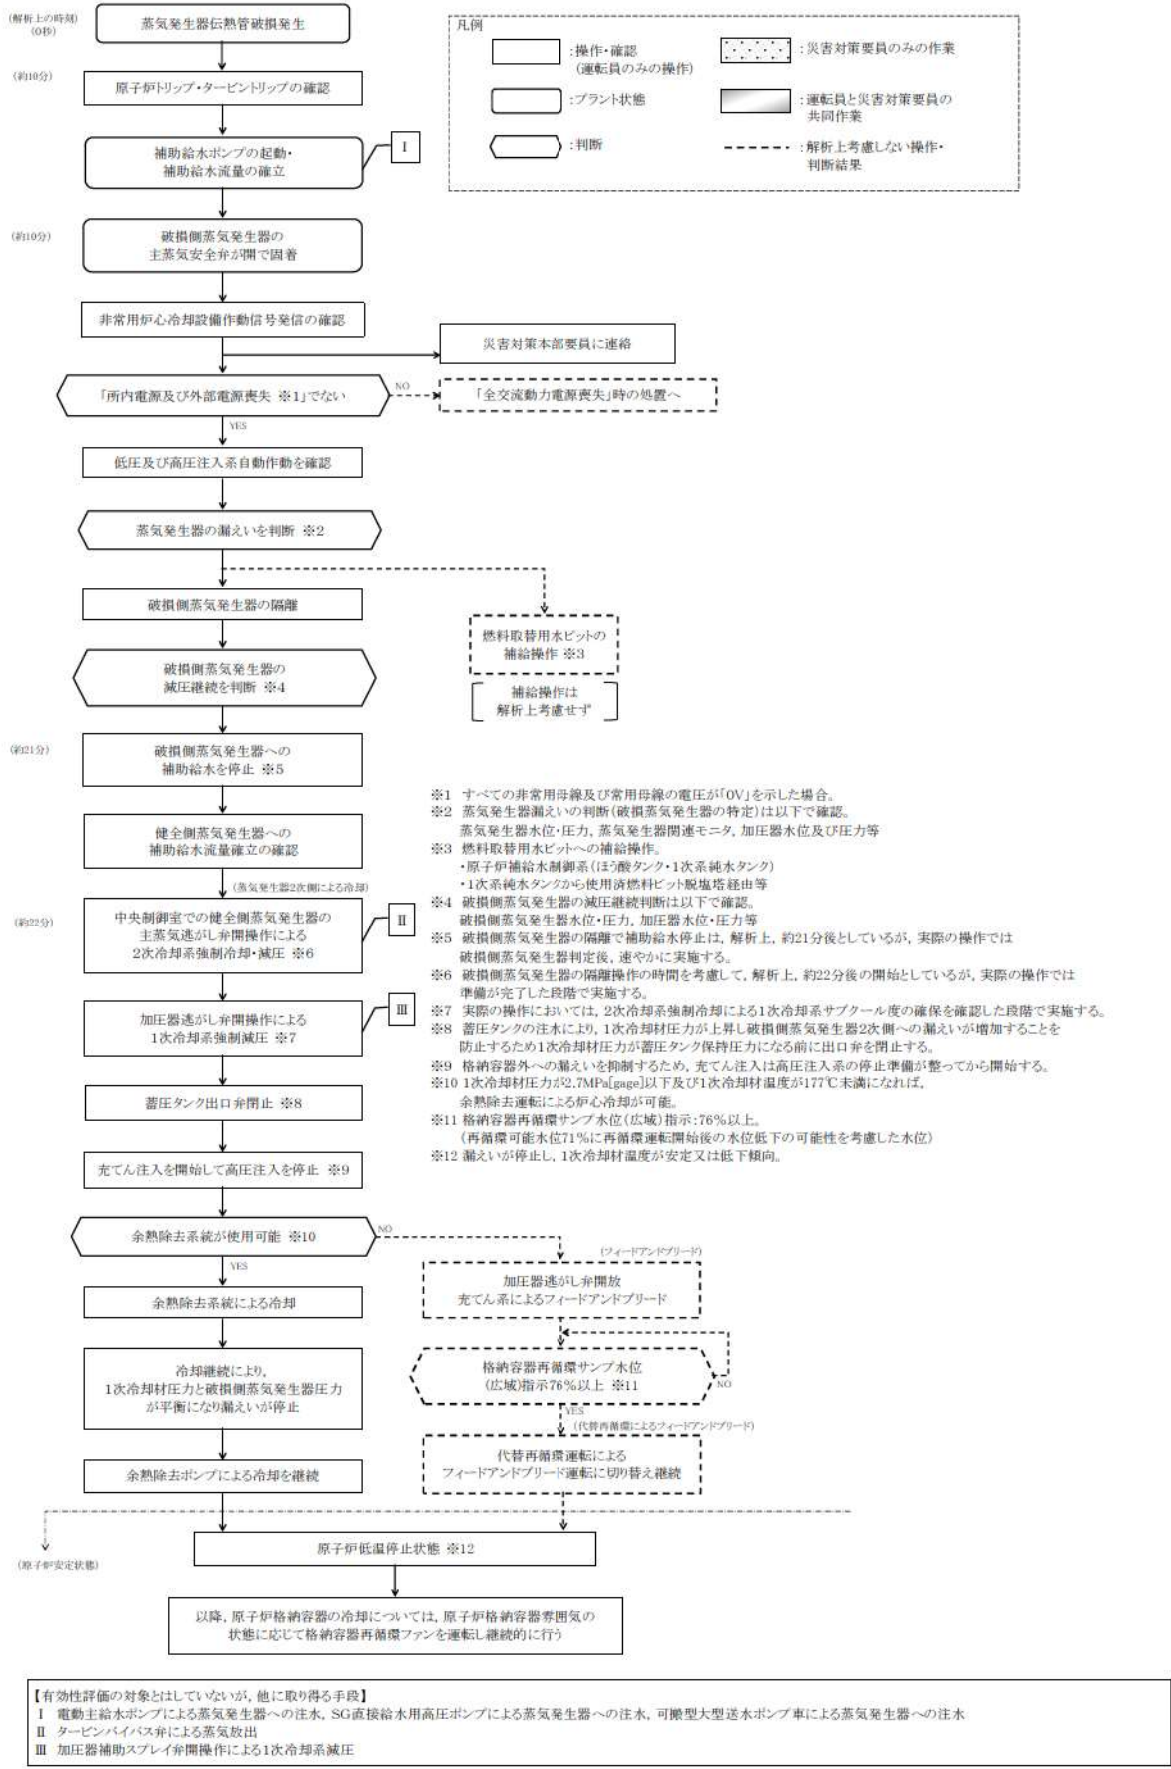 (解析上の時刻)
(0秒)
蒸気発生器伝熱管破損発生
凡例
:操作・確認
(運転員のみの操作)
:災害対策要員のみの作業
:プラント状態
:運転員と災害対策要員の
共同作業
:判断
:解析上考慮しない操作・
判断結果
(約10分)
原子炉トリップ・タービントリップの確認
補助給水ポンプの起動・
補助給水流量の確立
I
(約10分)
破損側蒸気発生器の
主蒸気安全弁が開で固着
非常用炉心冷却設備作動信号発信の確認
災害対策本部要員に連絡
「所内電源及び外部電源喪失 ※1」でない
NO
「全交流動力電源喪失」時の処置へ
YES
低圧及び高圧注入系自動作動を確認
蒸気発生器の漏えいを判断 ※2
破損側蒸気発生器の隔離
燃料取替用水ピットの
補給操作 ※3
補給操作は
解析上考慮せず
破損側蒸気発生器の
減圧継続を判断 ※4
(約21分)
破損側蒸気発生器への
補助給水を停止 ※5
健全側蒸気発生器への
補助給水流量確立の確認
(蒸気発生器2次側による冷却)
(約22分)
中央制御室での健全側蒸気発生器の
主蒸気逃がし弁開操作による
2次冷却系強制冷却・減圧 ※6
II
加圧器逃がし弁開操作による
1次冷却系強制減圧 ※7
III
蓄圧タンク出口弁閉止 ※8
充てん注入を開始して高圧注入を停止 ※9
※1 すべての非常用母線及び常用母線の電圧が「0V」を示した場合。
※2 蒸気発生器漏えいの判断(破損蒸気発生器の特定)は以下で確認。
蒸気発生器水位・圧力, 蒸気発生器関連モニタ, 加圧器水位及び圧力等
※3 燃料取替用水ピットへの補給操作。
・原子炉補給水制御系(ほう酸タンク・1次系純水タンク)
・1次系純水タンクから使用済燃料ピット脱塩塔経由等
※4 破損側蒸気発生器の減圧継続判断は以下で確認。
破損側蒸気発生器水位・圧力, 加圧器水位・圧力等
※5 破損側蒸気発生器の隔離で補助給水停止は, 解析上, 約21分後としているが, 実際の操作では
破損側蒸気発生器判定後, 速やかに実施する。
※6 破損側蒸気発生器の隔離操作の時間を考慮して, 解析上, 約22分後の開始としているが, 実際の操作では
準備が完了した段階で実施する。
※7 実際の操作においては, 2次冷却系強制冷却による1次冷却系サブクール度の確保を確認した段階で実施する。
※8 蓄圧タンクの注水により, 1次冷却材圧力が上昇し破損側蒸気発生器2次側への漏えいが増加することを
防止するため1次冷却材圧力が蓄圧タンク保持圧力になる前に出口弁を閉止する。
※9 格納容器外への漏えいを抑制するため, 充てん注入は高圧注入系の停止準備が整ってから開始する。
※10 1次冷却材圧力が2.7MPa[gage]以下及び1次冷却材温度が177℃未満になれば,
余熱除去運転による炉心冷却が可能。
※11 格納容器再循環サンプ水位(広域)指示:76%以上。
(再循環可能水位71%に再循環運転開始後の水位低下の可能性を考慮した水位)
※12 漏えいが停止し, 1次冷却材温度が安定又は低下傾向。
余熱除去系統が使用可能 ※10
NO
YES
(フィードアンドブリード)
加圧器逃がし弁開放
充てん系によるフィードアンドブリード
余熱除去系統による冷却
冷却継続により,
1次冷却材圧力と破損側蒸気発生器圧力
が平衡になり漏えいが停止
格納容器再循環サンプ水位
(広域)指示76%以上 ※11
NO
YES
(代替再循環によるフィードアンドブリード)
代替再循環運転による
フィードアンドブリード運転に切り替え継続
余熱除去ポンプによる冷却を継続
(原子炉安定状態)
原子炉低温停止状態 ※12
以降, 原子炉格納容器の冷却については, 原子炉格納容器雰囲気の
状態に応じて格納容器再循環ファンを運転し継続的に行う
【有効性評価の対象とはしていないが, 他に取り得る手段】
I 電動主給水ポンプによる蒸気発生器への注水, SG直接給水用高圧ポンプによる蒸気発生器への注水, 可搬型大型送水ポンプ車による蒸気発生器への注水
II タービンバイパス弁による蒸気放出
III 加圧器補助スプレイ弁開操作による1次冷却系減圧